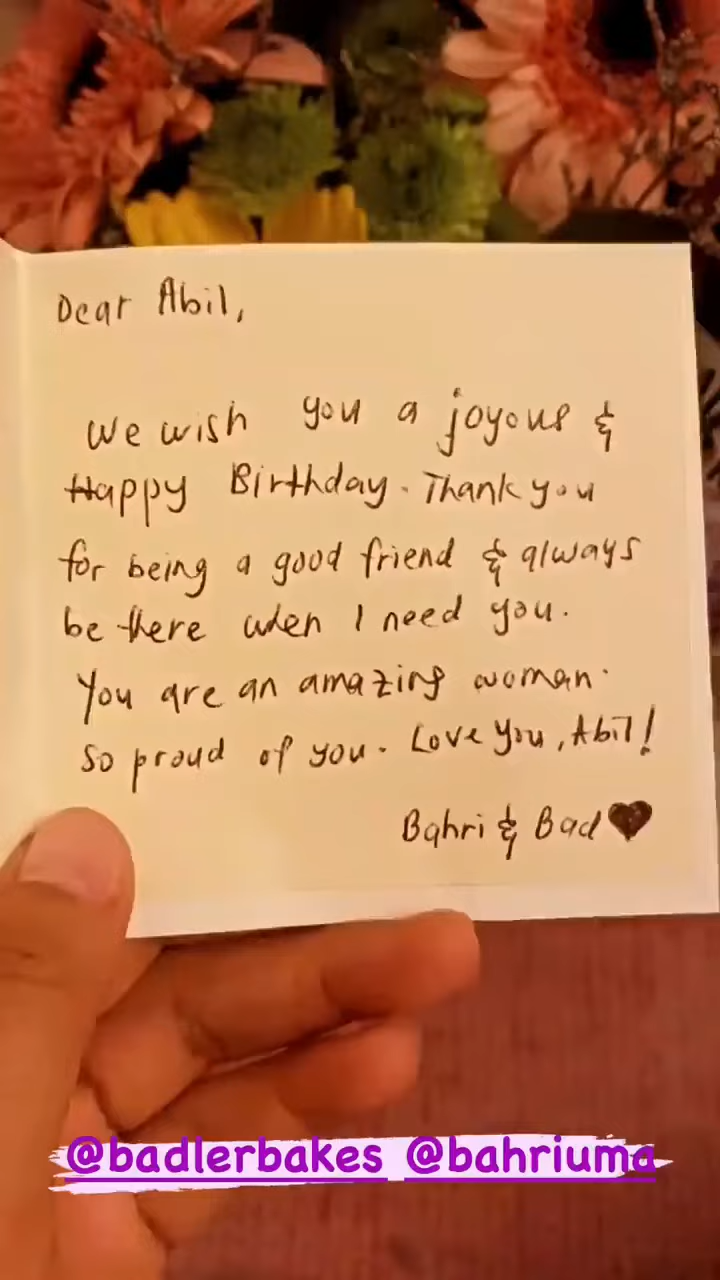 Dear Abil,
We wish you a joyous &
Happy Birthday. Thank you
for being a good friend & always
be there when I need you.
You are an amazing woman.
So proud of you. Love you, Abil!
Bahri & Bad♥
@badlerbakes @bahriuma